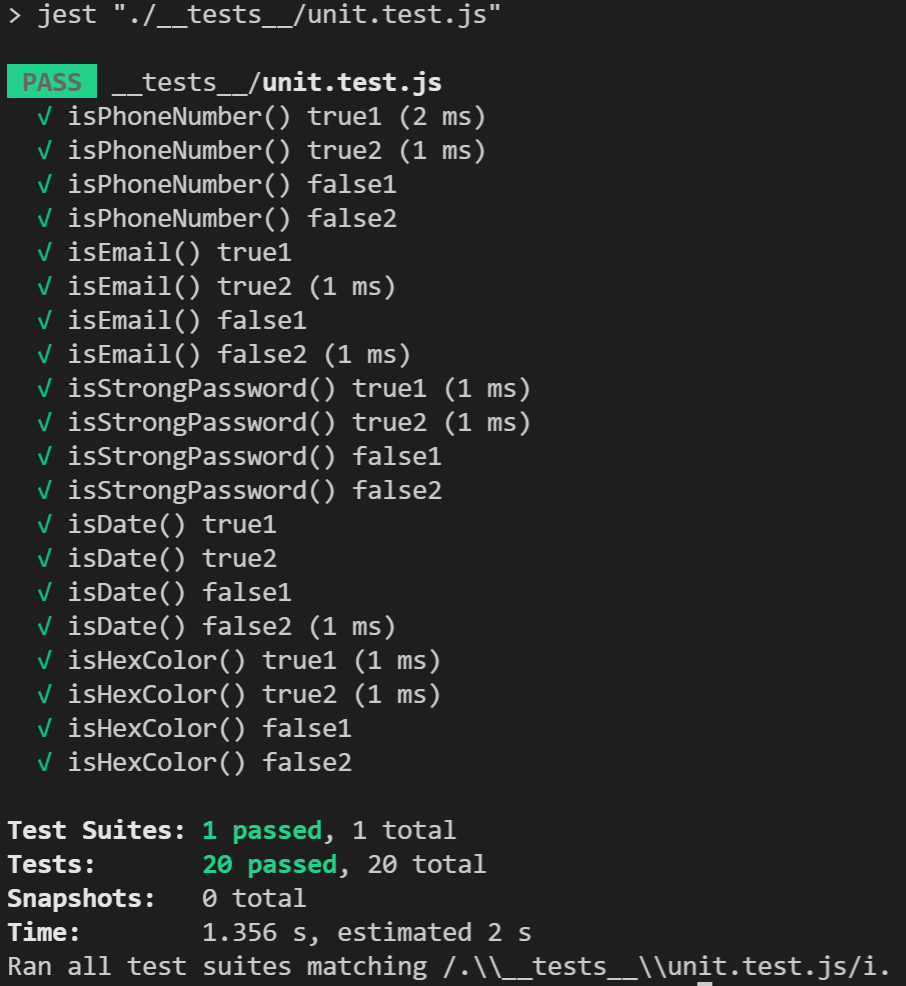 > jest "./__tests__/unit.test.js"
PASS __tests__/unit.test.js
√ isPhoneNumber() true1 (2 ms)
√ isPhoneNumber() true2 (1 ms)
√ isPhoneNumber() false1
√ isPhoneNumber() false2
√ isEmail() true1
√ isEmail() true2 (1 ms)
√ isEmail() false1
√ isEmail() false2 (1 ms)
√ isStrongPassword() true1 (1 ms)
√ isStrongPassword() true2 (1 ms)
√ isStrongPassword() false1
√ isStrongPassword() false2
√ isDate() true1
√ isDate() true2
√ isDate() false1
√ isDate() false2 (1 ms)
√ isHexColor() true1 (1 ms)
√ isHexColor() true2 (1 ms)
√ isHexColor() false1
√ isHexColor() false2
Test Suites: 1 passed, 1 total
Tests: 20 passed, 20 total
Snapshots: 0 total
Time: 1.356 s, estimated 2 s
Ran all test suites matching /.\\__tests__\\unit.test.js/i.